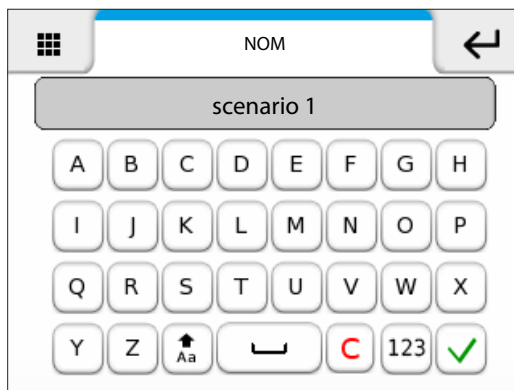 NOM
scenario 1
A B C D E F G H
I J K L M N O P
Q R S T U V W X
Y Z Aa C 123